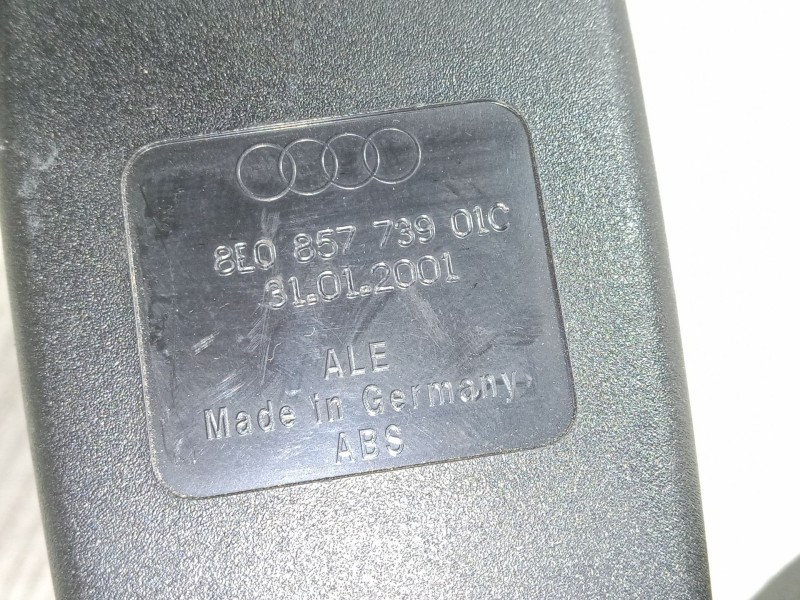 8E0 857 739 01C
31.01.2001
ALE
Made in Germany
ABS